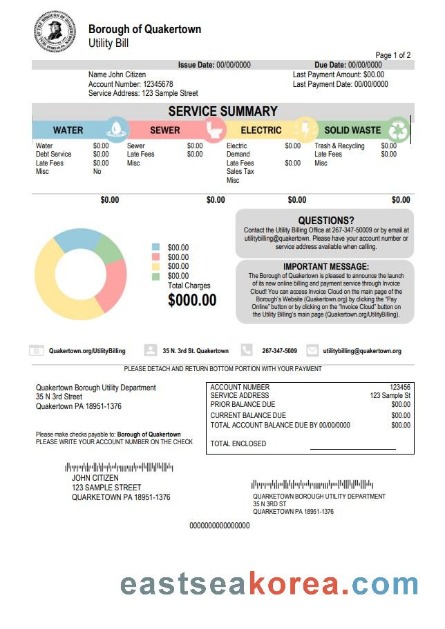 Borough of Quakertown
Utility Bill
Page 1 of 2
Issue Date: 00/00/0000 Due Date: 00/00/0000
Name John Citizen Last Payment Amount: $00.00
Account Number: 12345678 Last Payment Date: 00/00/0000
Service Address: 123 Sample Street
SERVICE SUMMARY
WATER SEWER ELECTRIC SOLID WASTE
Water $0.00 Sewer $0.00 Electric $0.00 Trash & Recycling $0.00
Debt Service $0.00 Late Fees $0.00 Demand Late Fees $0.00
Late Fees $0.00 Misc Late Fees $0.00 Misc
Misc No Sales Tax
Misc
$0.00 $0.00 $0.00 $0.00
QUESTIONS?
Contact the Utility Billing Office at 267-347-50009 or by email at
utilitybilling@quakertown. Please have your account number or
service address available when calling.
$00.00
$00.00
$00.00
$00.00
Total Charges
$000.00
IMPORTANT MESSAGE:
The Borough of Quakertown is pleased to announce the launch
of its new online billing and payment service through Invoice
Cloud! You can access Invoice Cloud on the main page of the
Borough's Website (Quakertown.org) by clicking the "Pay
Online" button or by clicking on the "Invoice Cloud" button on
the Utility Billing's main page (Quakertown.org/UtilityBilling).
Quakertown.org/UtilityBilling 35 N. 3rd St. Quakertown 267-347-5009 utilitybilling@quakertown.org
PLEASE DETACH AND RETURN BOTTOM PORTION WITH YOUR PAYMENT
Quakertown Borough Utility Department
35 N 3rd Street
Quakertown PA 18951-1376
ACCOUNT NUMBER 123456
SERVICE ADDRESS 123 Sample St
PRIOR BALANCE DUE $00.00
CURRENT BALANCE DUE $00.00
TOTAL ACCOUNT BALANCE DUE BY 00/00/0000 $00.00
TOTAL ENCLOSED
Please make checks payable to: Borough of Quakertown
PLEASE WRITE YOUR ACCOUNT NUMBER ON THE CHECK
JOHN CITIZEN
123 SAMPLE STREET
QUARKETOWN PA 18951-1376
QUARKETOWN BOROUGH UTILITY DEPARTMENT
35 N 3RD ST
QUARKETOWN PA 18951-1376
0000000000000000
eastseakorea.com